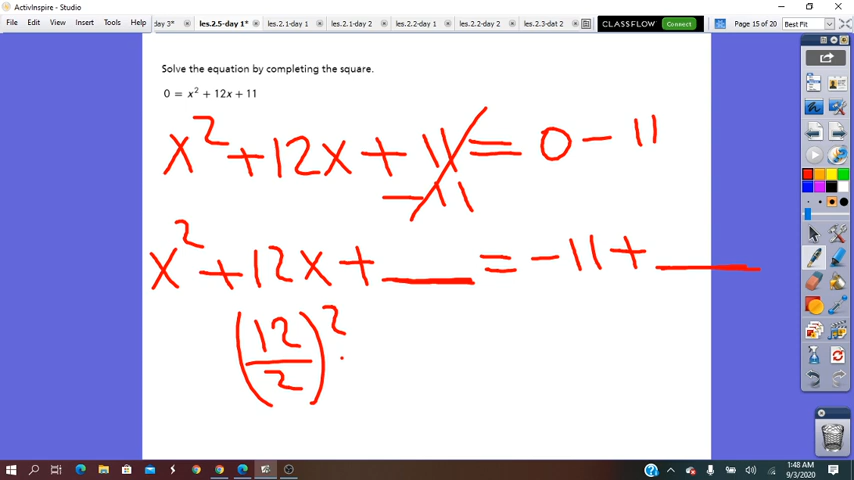 ActivInspire - Studio
File Edit View Insert Tools Help
day 3* les.2.5-day 1* les.2.1-day 1 les.2.1-day 2 les.2.2-day 1 les.2.2-day 2 les.2.3-dat 2 CLASSFLOW Connect Page 15 of 20 Best Fit
Solve the equation by completing the square.
0 = x² + 12x + 11
x² + 12x + 11 = 0 - 11
- 11
x² + 12x + ___ = -11 + ___
(12/2)²
1:48 AM
9/3/2020